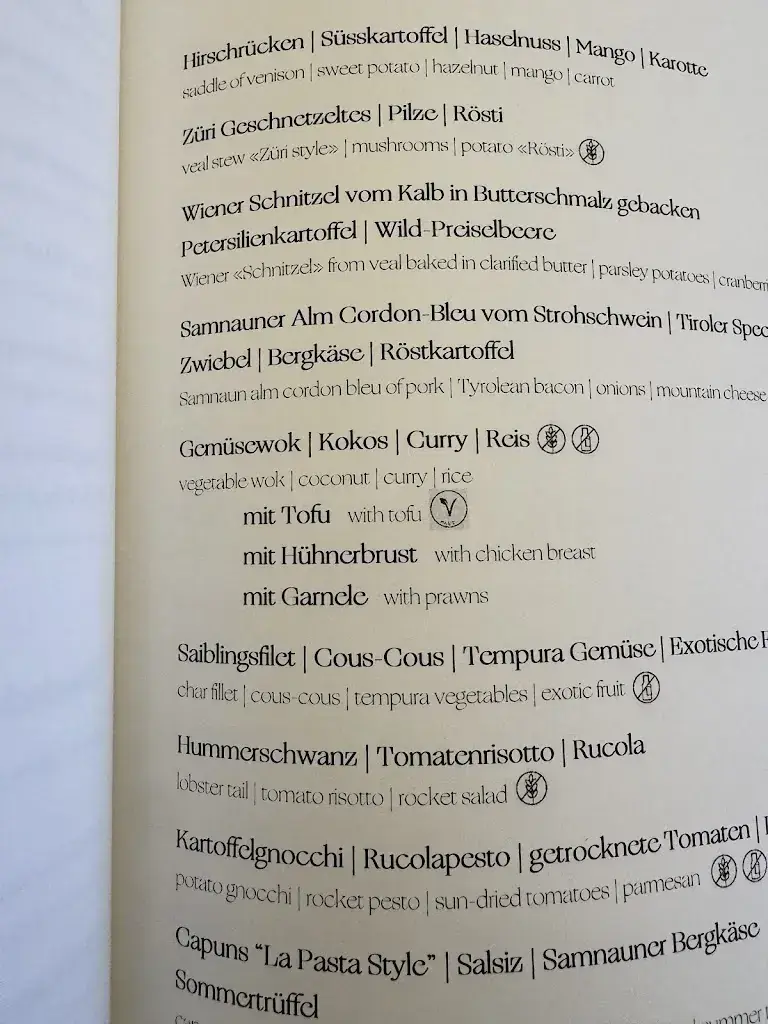 Hirschrücken | Süsskartoffel | Haselnuss | Mango | Karotte
saddle of venison | sweet potato | hazelnut | mango | carrot
Züri Geschnetzeltes | Pilze | Rösti
veal stew «Züri style» | mushrooms | potato «Rösti»
Wiener Schnitzel vom Kalb in Butterschmalz gebacken
Petersilienkartoffel | Wild-Preiselbeere
Wiener «Schnitzel» from veal baked in clarified butter | parsley potatoes |
Samnauner Alm Cordon-Bleu vom Strohschwein | Tiroler
Zwiebel | Bergkäse | Röstkartoffel
Samnaun alm cordon bleu of pork | Tyrolean bacon | onions | mountain cheese
Gemüsewok | Kokos | Curry | Reis
vegetable wok | coconut | curry | rice
mit Tofu with tofu
mit Hühnerbrust with chicken breast
mit Garnele with prawns
Saiblingsfilet | Cous-Cous | Tempura Gemüse | Exotische
char fillet | cous-cous | tempura vegetables | exotic fruit
Hummerschwanz | Tomatenrisotto | Rucola
lobster tail | tomato risotto | rocket salad
Kartoffelgnocchi | Rucolapesto | getrocknete Tomaten |
potato gnocchi | rocket pesto | sun-dried tomatoes | parmesan
Capuns “La Pasta Style” | Salsiz | Samnauner Bergkäse
Sommertrüffel